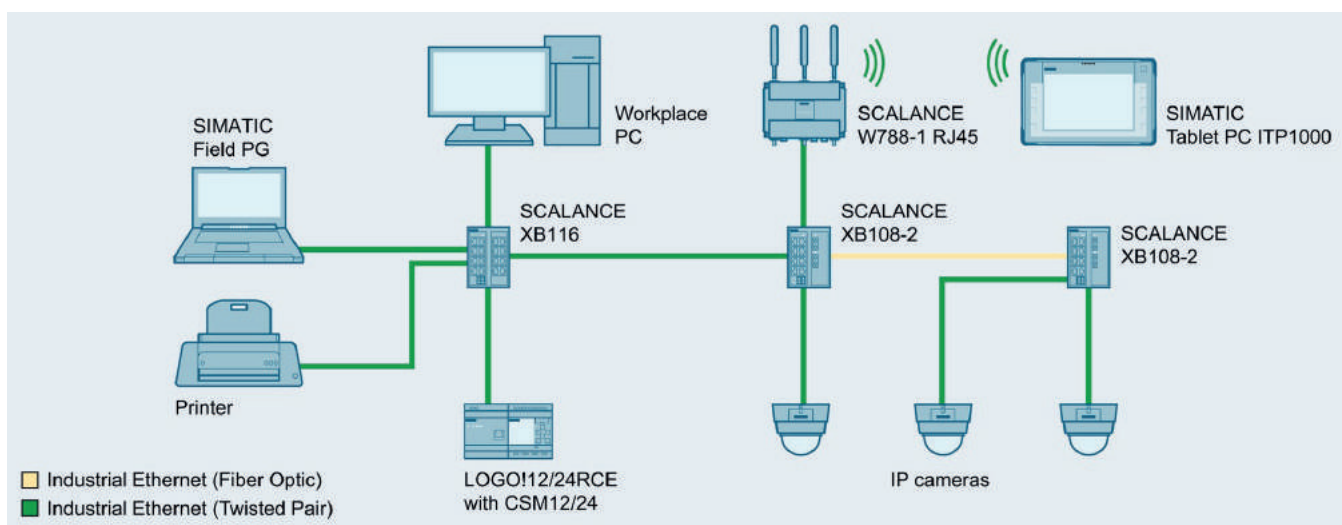 SIMATIC
Field PG
Workplace
PC
SCALANCE
W788-1 RJ45
SIMATIC
Tablet PC ITP1000
SCALANCE
XB116
SCALANCE
XB108-2
SCALANCE
XB108-2
Printer
LOGO!12/24RCE
with CSM12/24
IP cameras
Industrial Ethernet (Fiber Optic)
Industrial Ethernet (Twisted Pair)